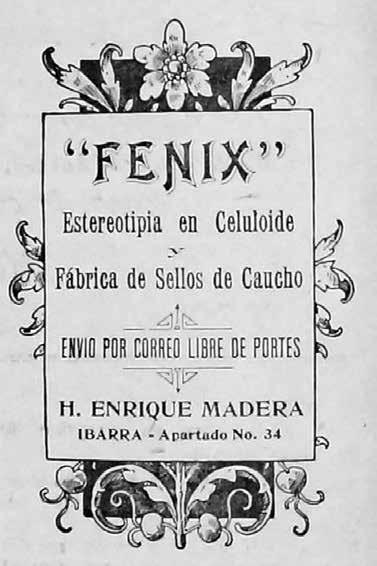 "FENIX"
Estereotipia en Celuloide
y
Fábrica de Sellos de Caucho
ENVIO POR CORREO LIBRE DE PORTES
H. ENRIQUE MADERA
IBARRA - Apartado No. 34